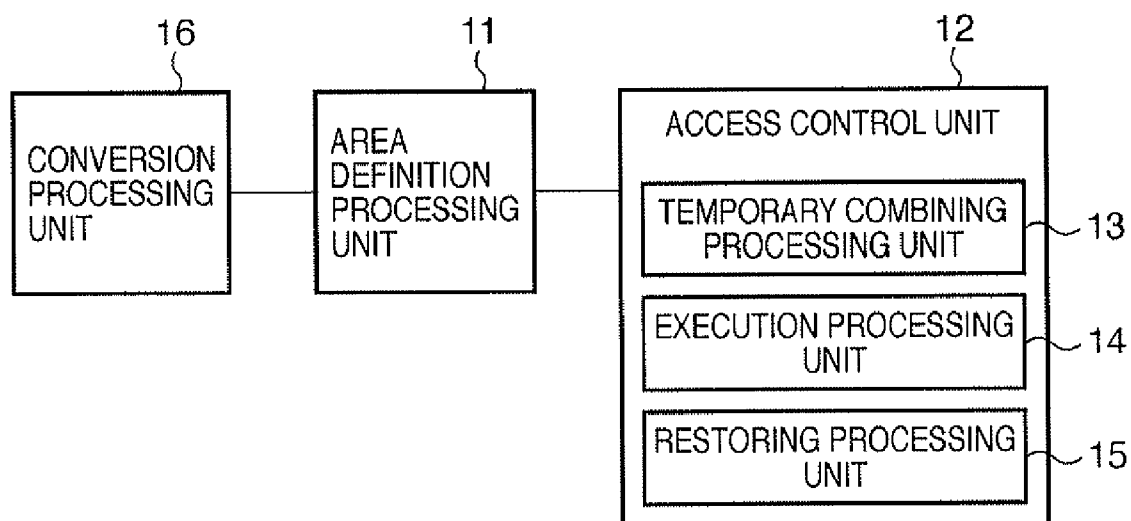 16
11
12
CONVERSION
PROCESSING
UNIT
AREA
DEFINITION
PROCESSING
UNIT
ACCESS CONTROL UNIT
TEMPORARY COMBINING
PROCESSING UNIT
13
EXECUTION PROCESSING
UNIT
14
RESTORING PROCESSING
UNIT
15